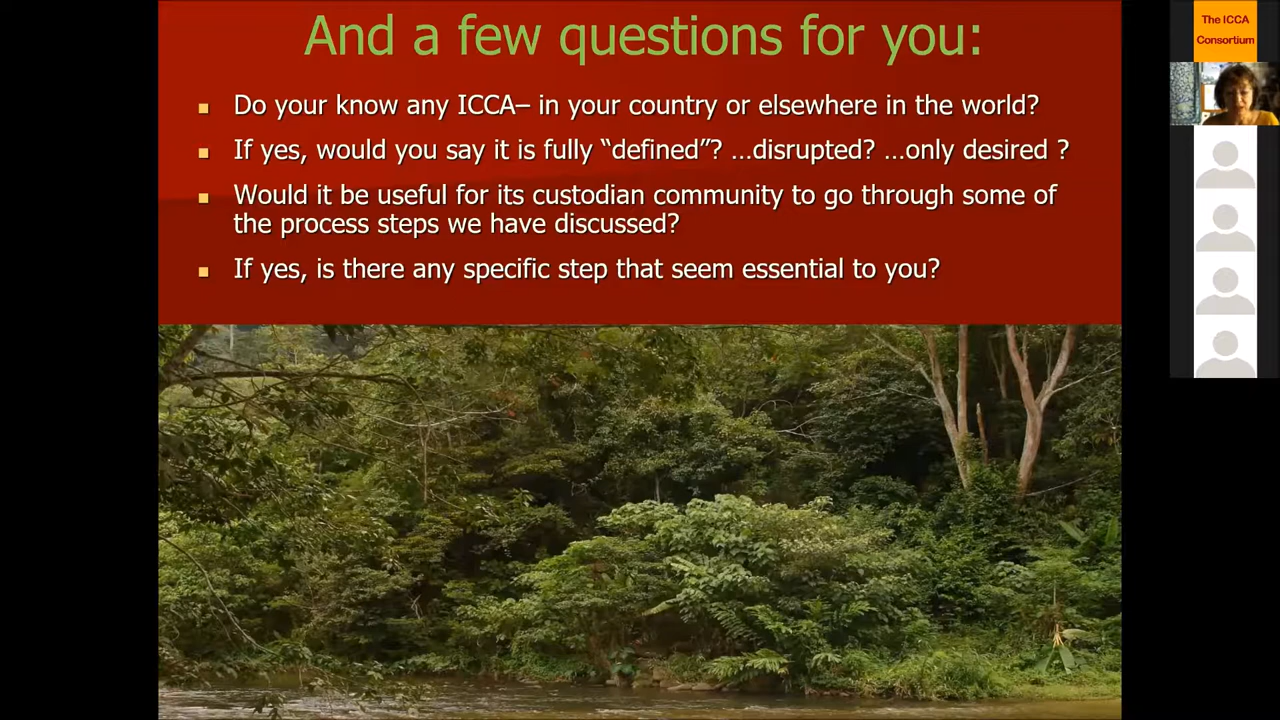 And a few questions for you:
▪ Do your know any ICCA– in your country or elsewhere in the world?
▪ If yes, would you say it is fully “defined”? …disrupted? …only desired ?
▪ Would it be useful for its custodian community to go through some of
the process steps we have discussed?
▪ If yes, is there any specific step that seem essential to you?
The ICCA
Consortium